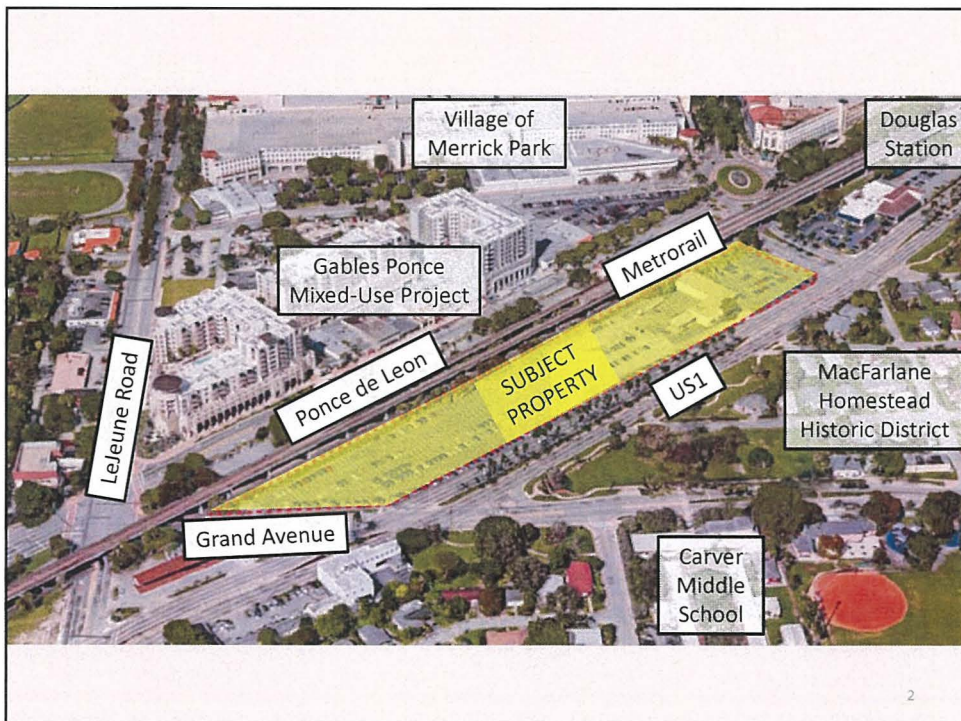 Village of
Merrick Park
Douglas
Station
Gables Ponce
Mixed-Use Project
Metrorail
LeJeune Road
Ponce de Leon
SUBJECT
PROPERTY
US1
MacFarlane
Homestead
Historic District
Grand Avenue
Carver
Middle
School
2